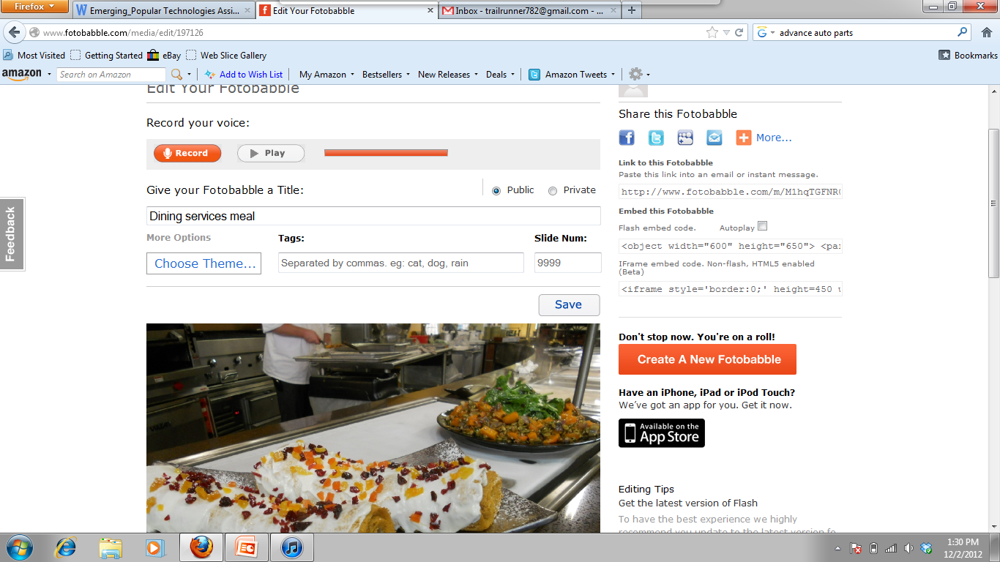 Firefox
Emerging_Popular Technologies Assi...
Edit Your Fotobabble
Inbox - trailrunner782@gmail.com - ...
www.fotobabble.com/media/edit/197126
advance auto parts
Most Visited
Getting Started
eBay
Web Slice Gallery
Bookmarks
amazon
Search on Amazon
Add to Wish List
My Amazon
Bestsellers
New Releases
Deals
Amazon Tweets
Edit Your Fotobabble
Record your voice:
Record
Play
Give your Fotobabble a Title:
Public
Private
Dining services meal
More Options
Tags:
Slide Num:
Choose Theme...
Separated by commas. eg: cat, dog, rain
9999
Save
Feedback
Share this Fotobabble
More...
Link to this Fotobabble
Paste this link into an email or instant message.
http://www.fotobabble.com/m/M1hqTGFNR
Embed this Fotobabble
Flash embed code.
Autoplay
<object width="600" height="650"> <pa
IFrame embed code. Non-flash, HTML5 enabled
(Beta)
<iframe style='border:0;' height=450
Don't stop now. You're on a roll!
Create A New Fotobabble
Have an iPhone, iPad or iPod Touch?
We've got an app for you. Get it now.
Available on the
App Store
Editing Tips
Get the latest version of Flash
To have the best experience we highly
recommend you update to the latest version fo
1:30 PM
12/2/2012